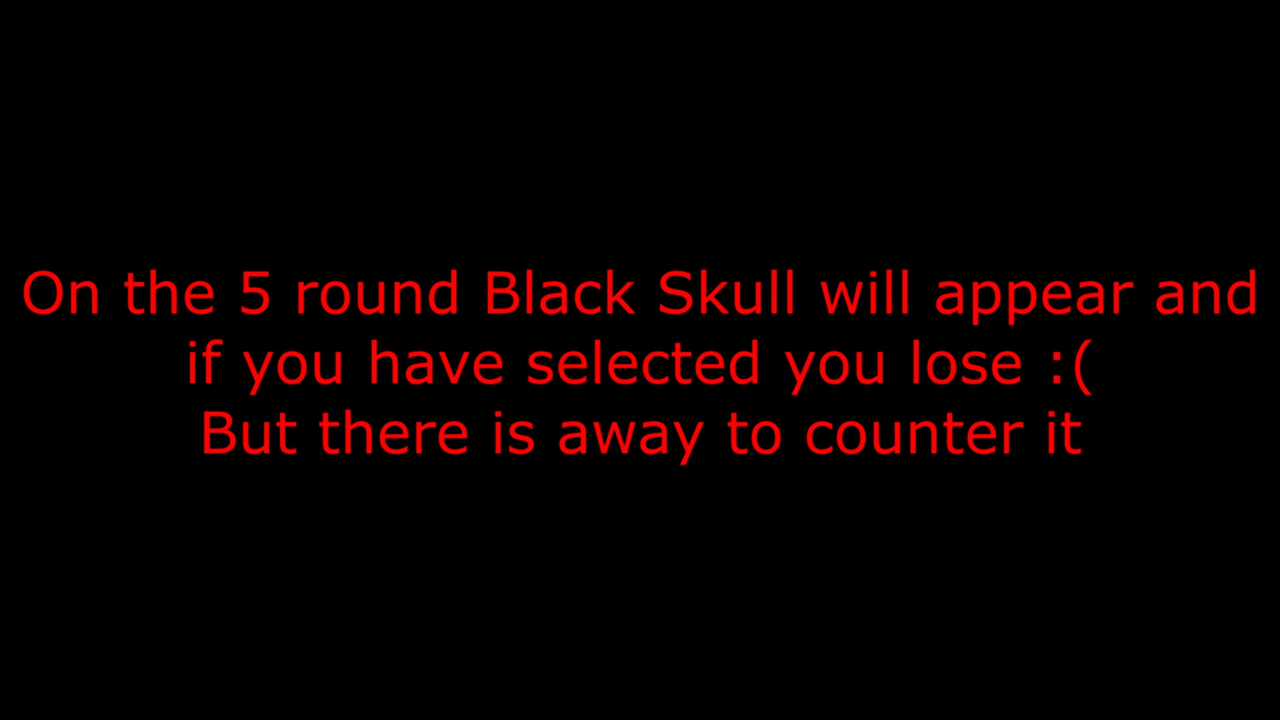 On the 5 round Black Skull will appear and
if you have selected you lose :(
But there is away to counter it